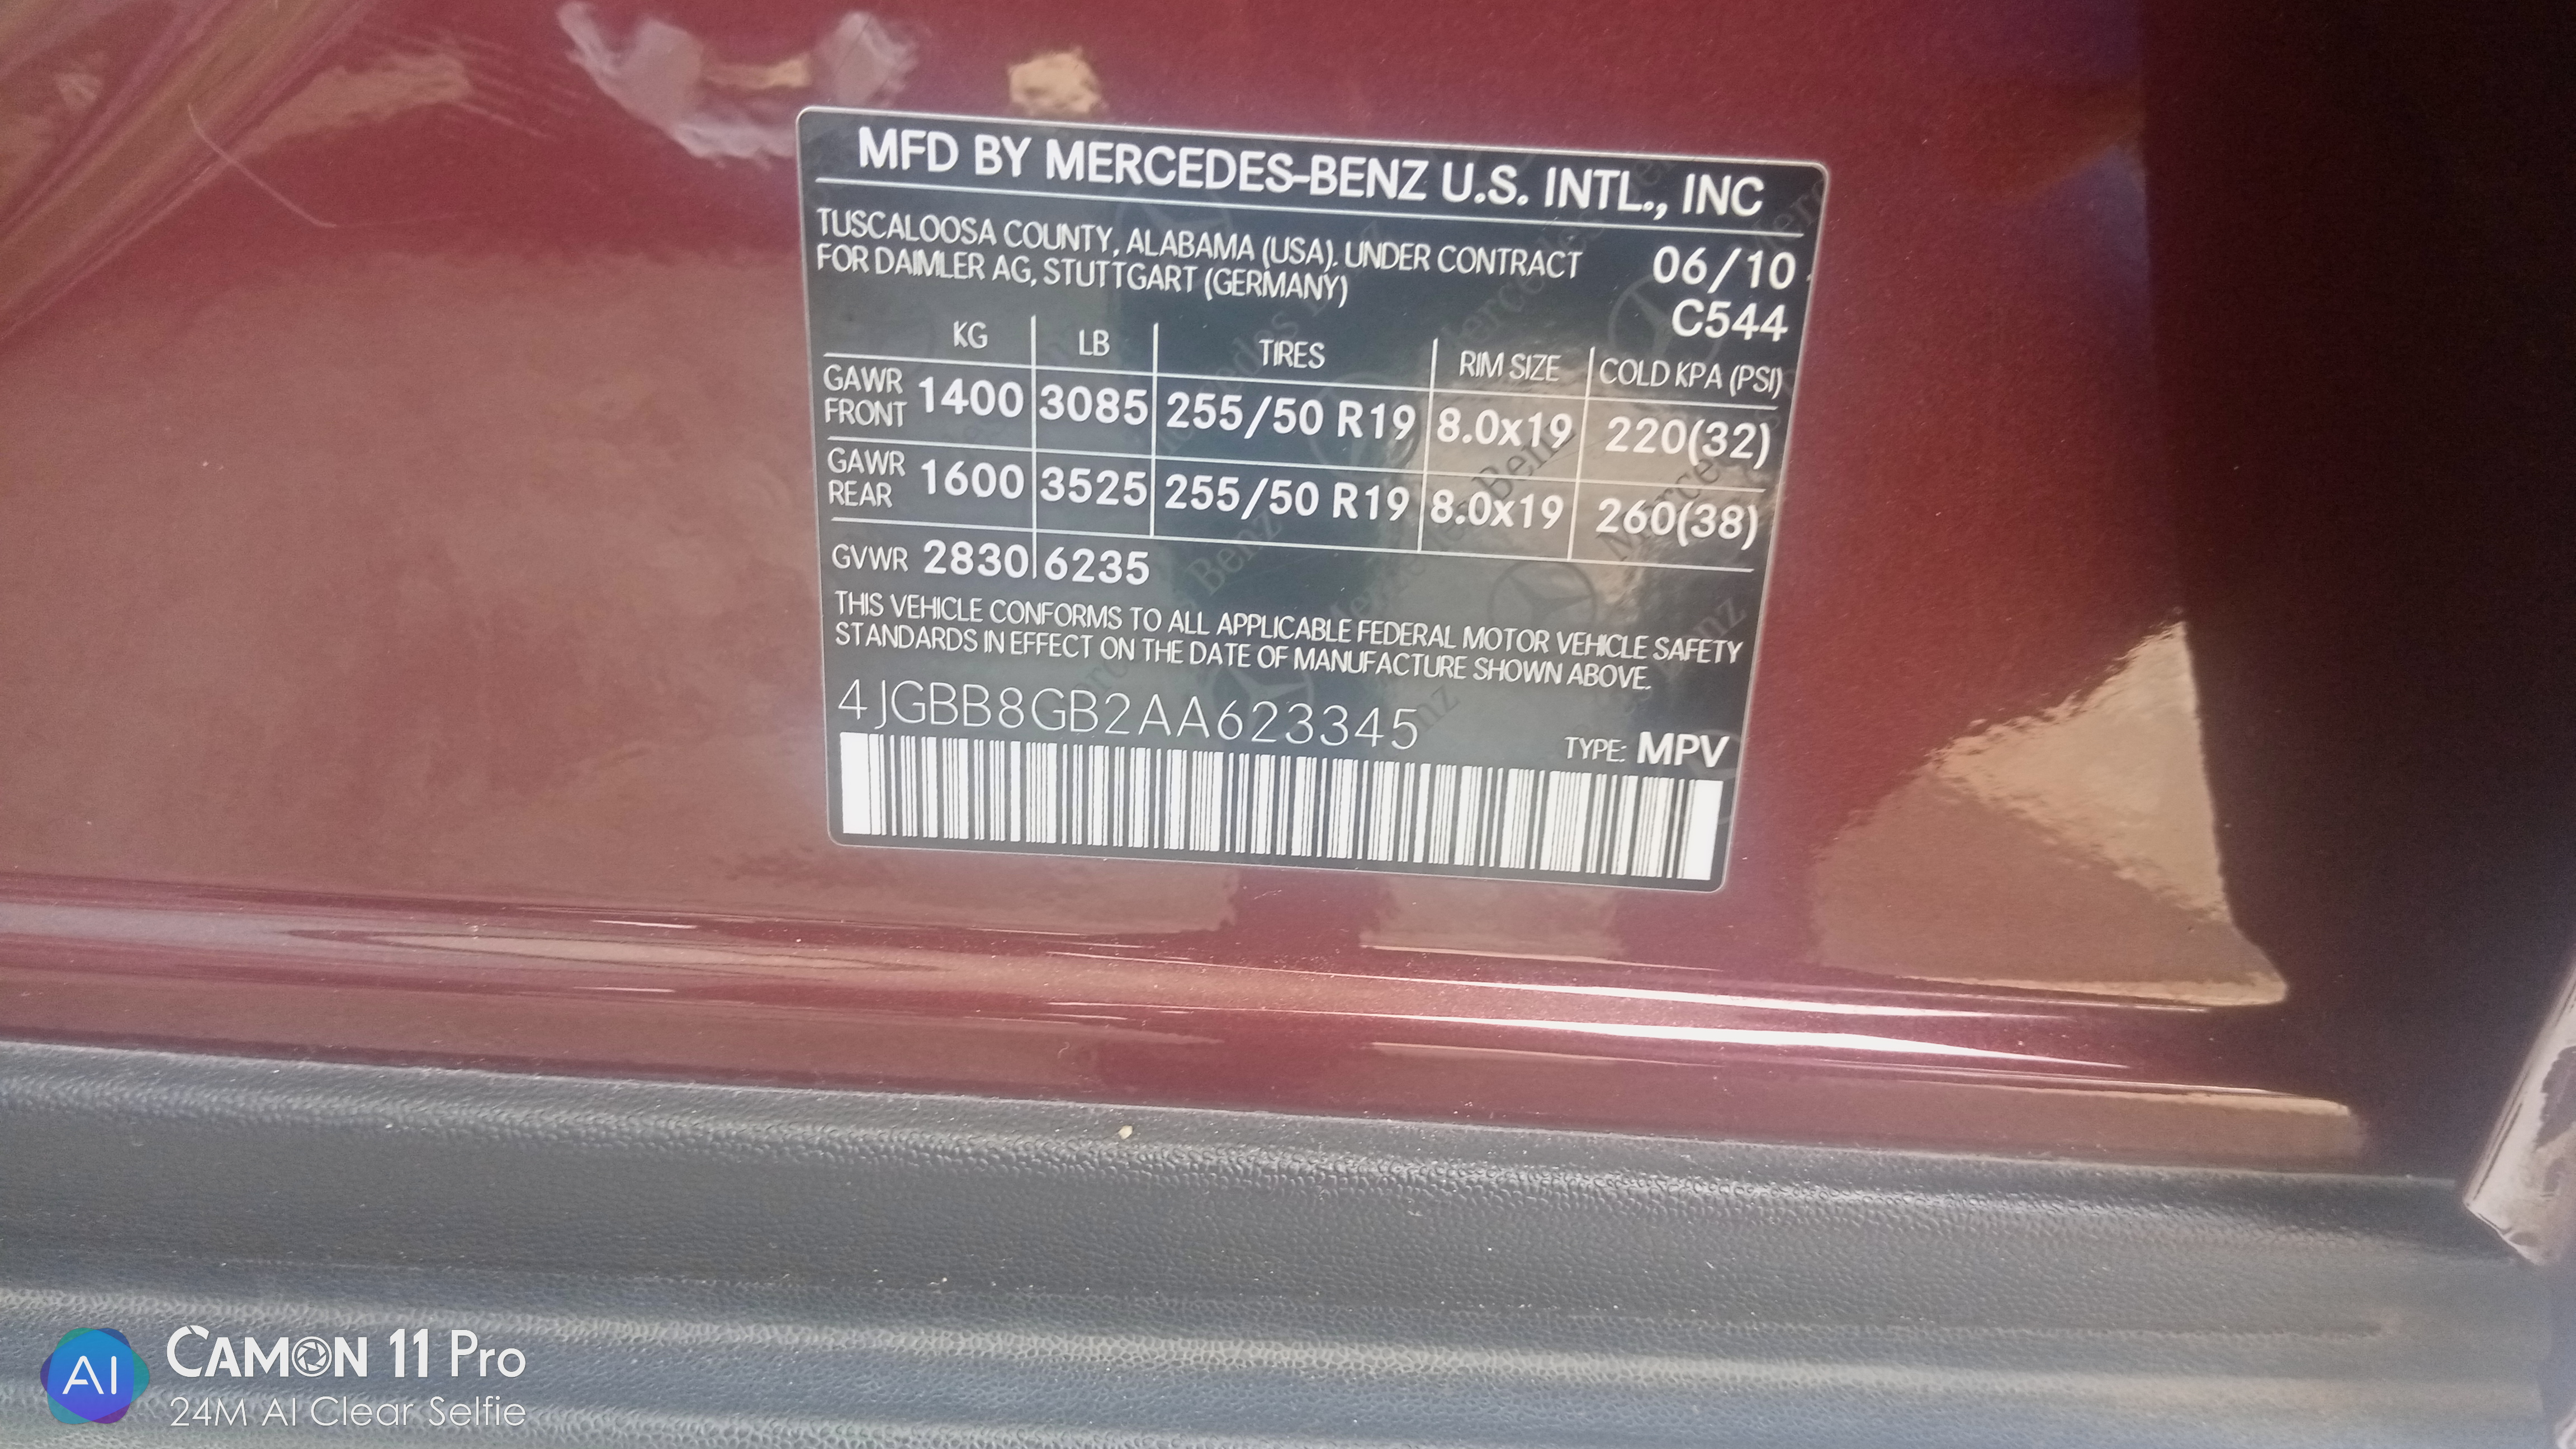 MFD BY MERCEDES-BENZ U.S. INTL., INC
TUSCALOOSA COUNTY, ALABAMA (USA). UNDER CONTRACT
FOR DAIMLER AG, STUTTGART (GERMANY)
06/10
C544
KG LB TIRES RIM SIZE COLD KPA (PSI)
GAWR FRONT 1400 3085 255/50 R19 8.0x19 220(32)
GAWR REAR 1600 3525 255/50 R19 8.0x19 260(38)
GVWR 2830 6235
THIS VEHICLE CONFORMS TO ALL APPLICABLE FEDERAL MOTOR VEHICLE SAFETY
STANDARDS IN EFFECT ON THE DATE OF MANUFACTURE SHOWN ABOVE.
4JGBB8GB2AA623345
TYPE: MPV
AI CAMON 11 Pro
24M AI Clear Selfie